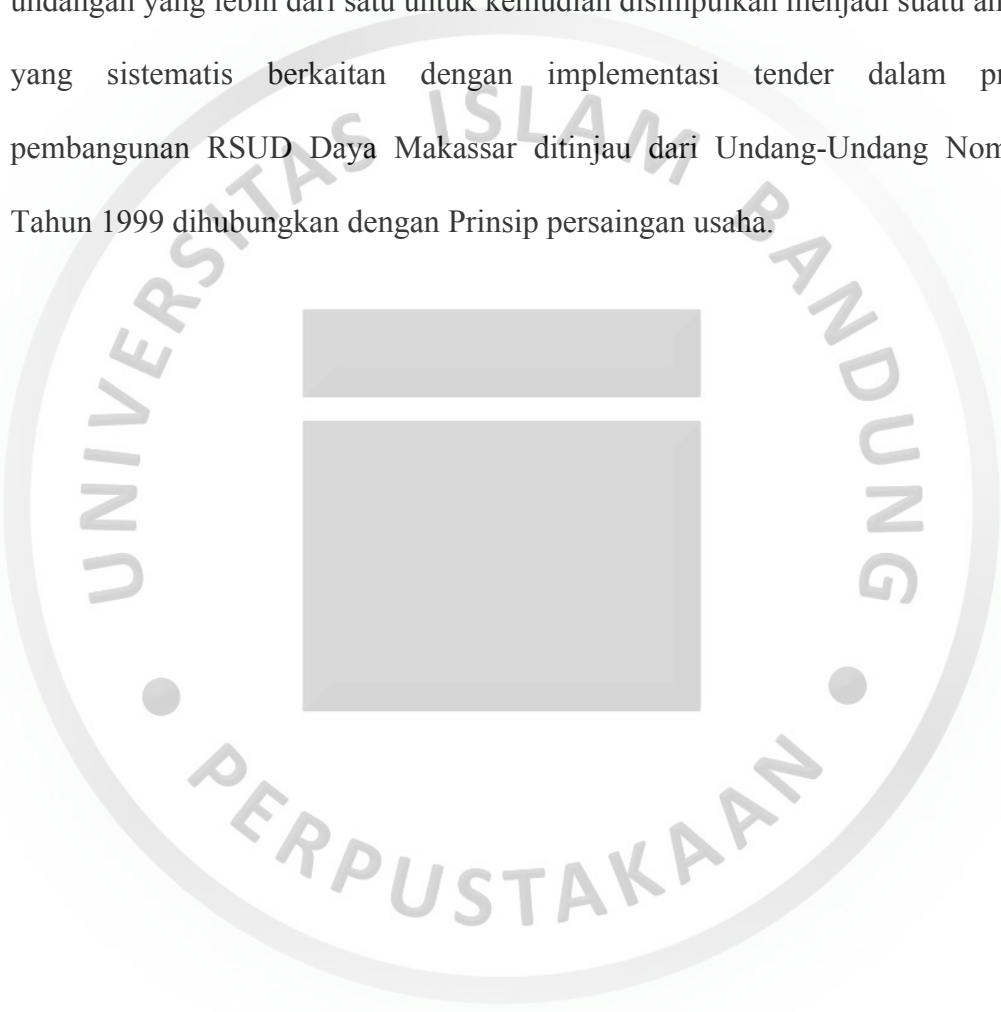 undangan yang lebih dari satu untuk kemudian disimpulkan menjadi suatu
yang sistematis berkaitan dengan implementasi tender dalam
pembangunan RSUD Daya Makassar ditinjau dari Undang-Undang
Tahun 1999 dihubungkan dengan Prinsip persaingan usaha.
UNIVERSITAS ISLAM BANDUNG
PERPUSTAKAAN